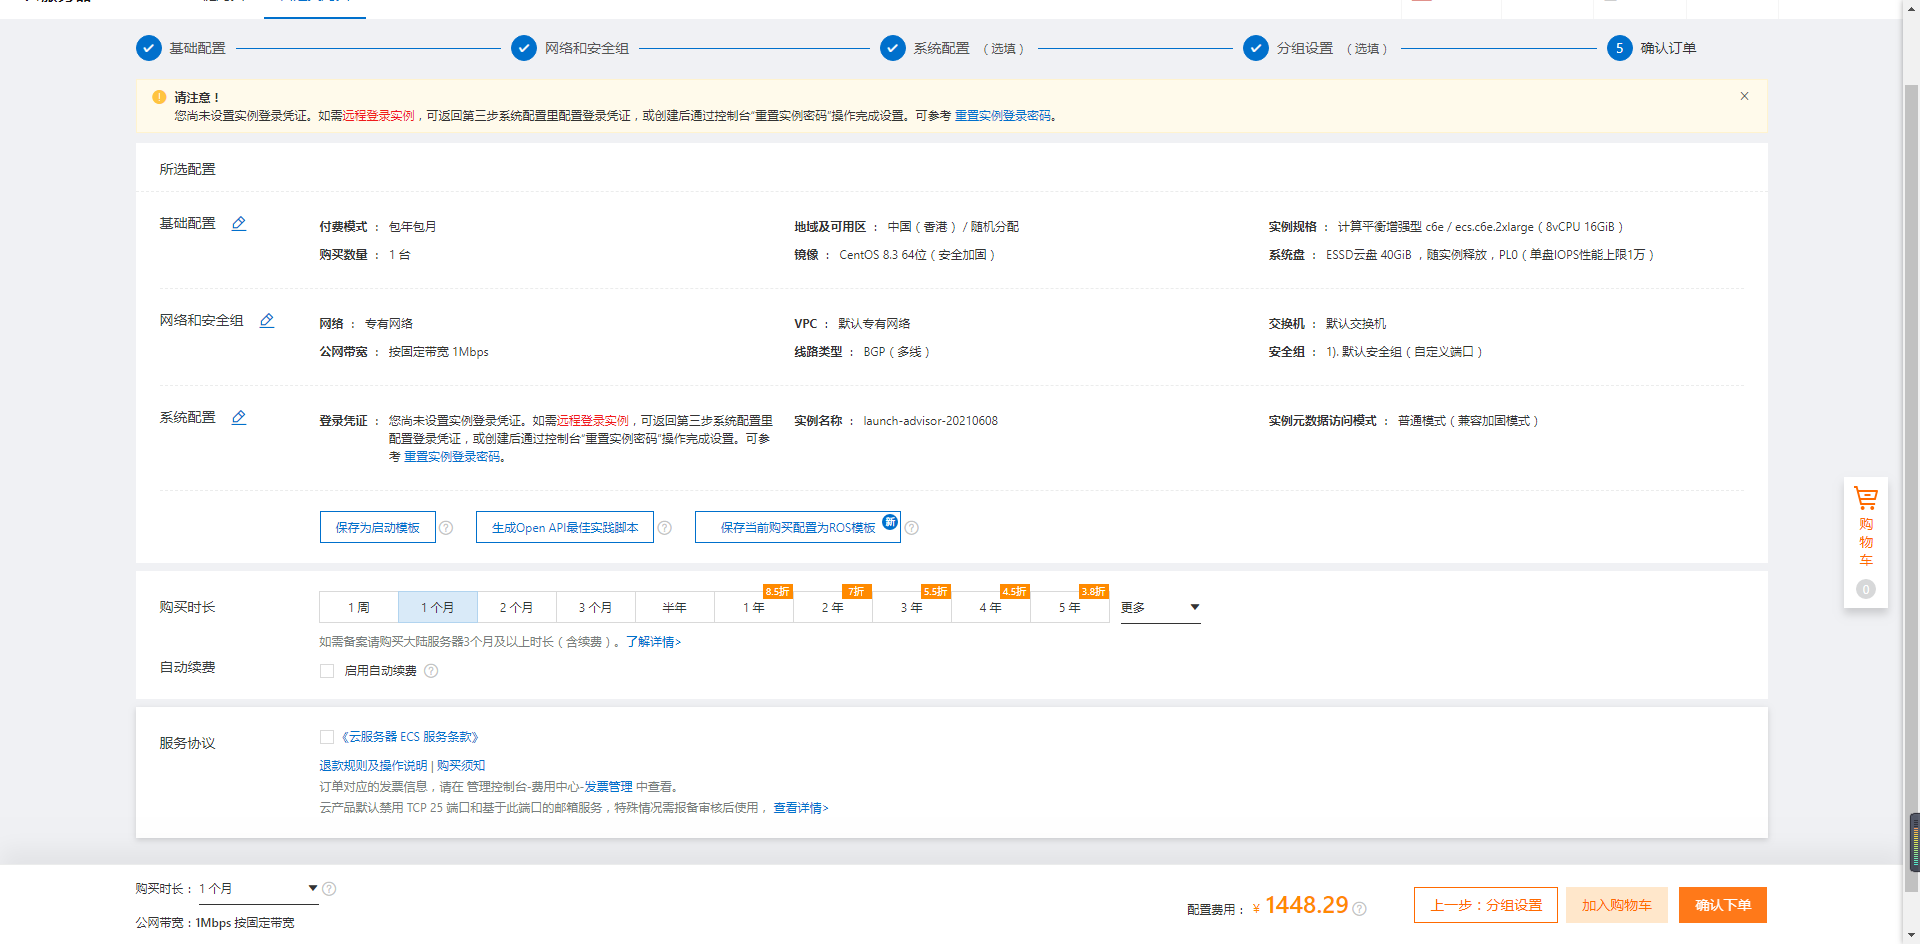 基础配置
网络和安全组
系统配置 （选填）
分组设置 （选填）
5 确认订单
请注意！
您尚未设置实例登录凭证。如需远程登录实例，可返回第三步系统配置里配置登录凭证，或创建后通过控制台“重置实例密码”操作完成设置。可参考 重置实例登录密码。
所选配置
基础配置
付费模式 ： 包年包月
地域及可用区 ： 中国（香港）/ 随机分配
实例规格 ： 计算平衡增强型 c6e / ecs.c6e.2xlarge（8vCPU 16GiB）
购买数量 ： 1 台
镜像 ： CentOS 8.3 64位（安全加固）
系统盘 ： ESSD云盘 40GiB ，随实例释放，PL0（单盘IOPS性能上限1万）
网络和安全组
网络 ： 专有网络
VPC ： 默认专有网络
交换机 ： 默认交换机
公网带宽 ： 按固定带宽 1Mbps
线路类型 ： BGP（多线）
安全组 ： 1). 默认安全组（自定义端口）
系统配置
登录凭证 ： 您尚未设置实例登录凭证。如需远程登录实例，可返回第三步系统配置里
配置登录凭证，或创建后通过控制台“重置实例密码”操作完成设置。可参
考 重置实例登录密码。
实例名称 ： launch-advisor-20210608
实例元数据访问模式 ： 普通模式（兼容加固模式）
保存为启动模板
生成Open API最佳实践脚本
保存当前购买配置为ROS模板 新
购物车
0
购买时长
1 周
1 个月
2 个月
3 个月
半年
1 年 8.5折
2 年 7折
3 年 5.5折
4 年 4.5折
5 年 3.8折
更多
如需备案请购买大陆服务器3个月及以上时长（含续费）。了解详情>
自动续费
启用自动续费
服务协议
《云服务器 ECS 服务条款》
退款规则及操作说明 | 购买须知
订单对应的发票信息，请在 管理控制台-费用中心-发票管理 中查看。
云产品默认禁用 TCP 25 端口和基于此端口的邮箱服务，特殊情况需报备审核后使用， 查看详情>
购买时长： 1 个月
公网带宽：1Mbps 按固定带宽
配置费用： ¥ 1448.29
上一步：分组设置
加入购物车
确认下单